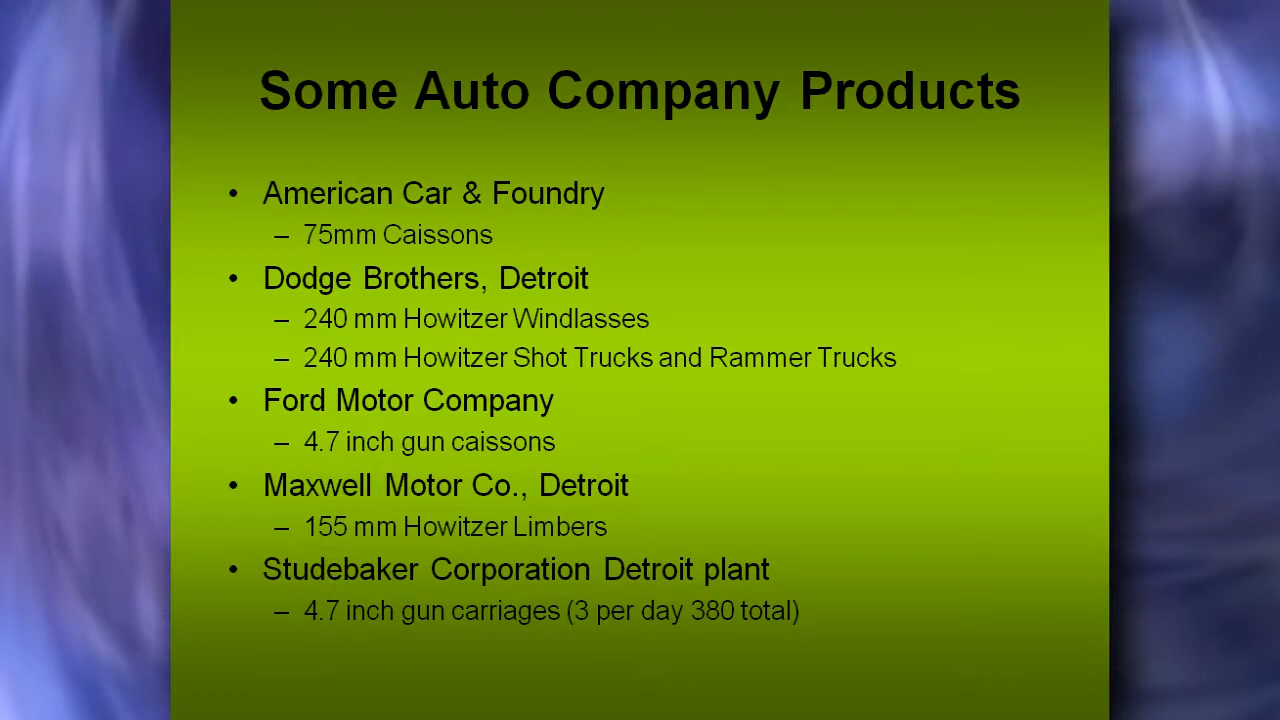 Some Auto Company Products
• American Car & Foundry
– 75mm Caissons
• Dodge Brothers, Detroit
– 240 mm Howitzer Windlasses
– 240 mm Howitzer Shot Trucks and Rammer Trucks
• Ford Motor Company
– 4.7 inch gun caissons
• Maxwell Motor Co., Detroit
– 155 mm Howitzer Limbers
• Studebaker Corporation Detroit plant
– 4.7 inch gun carriages (3 per day 380 total)